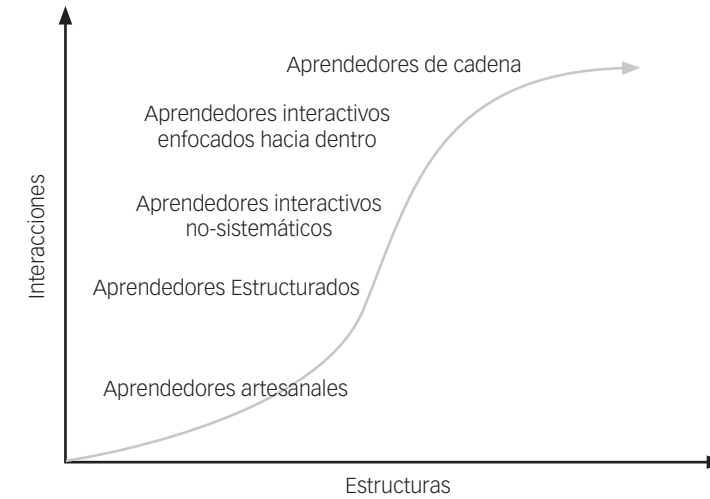 Aprendedores de cadena
Aprendedores interactivos
enfocados hacia dentro
Aprendedores interactivos
no-sistemáticos
Aprendedores Estructurados
Aprendedores artesanales
Interacciones
Estructuras